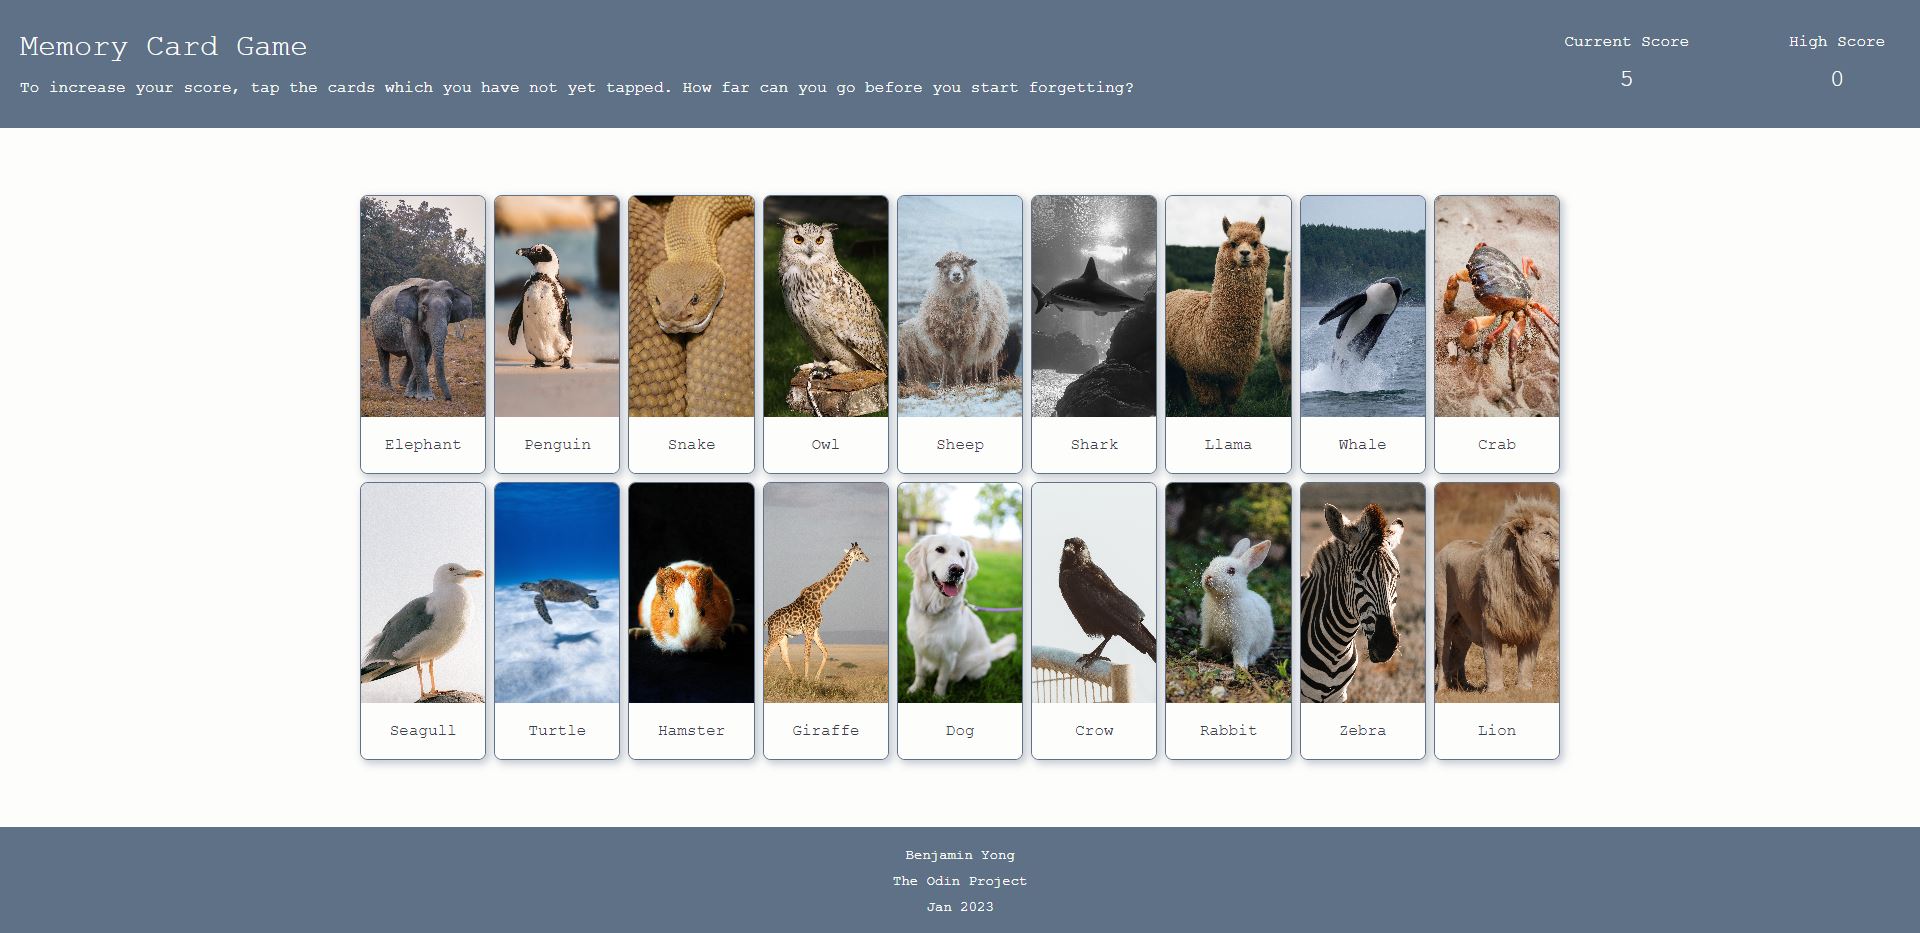 Memory Card Game
To increase your score, tap the cards which you have not yet tapped. How far can you go before you start forgetting?
Current Score
5
High Score
0
Elephant
Penguin
Snake
Owl
Sheep
Shark
Llama
Whale
Crab
Seagull
Turtle
Hamster
Giraffe
Dog
Crow
Rabbit
Zebra
Lion
Benjamin Yong
The Odin Project
Jan 2023